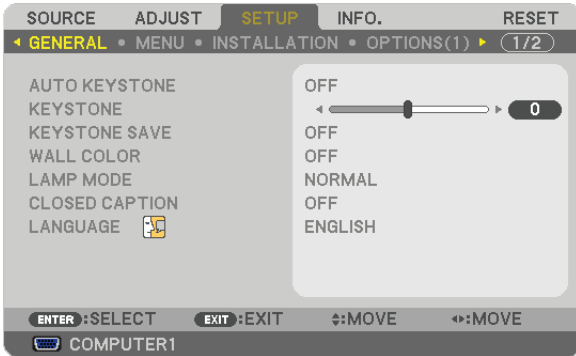 SOURCE ADJUST SETUP INFO. RESET
GENERAL • MENU • INSTALLATION • OPTIONS(1) 1/2
AUTO KEYSTONE OFF
KEYSTONE 0
KEYSTONE SAVE OFF
WALL COLOR OFF
LAMP MODE NORMAL
CLOSED CAPTION OFF
LANGUAGE ENGLISH
ENTER :SELECT EXIT :EXIT :MOVE :MOVE
COMPUTER1